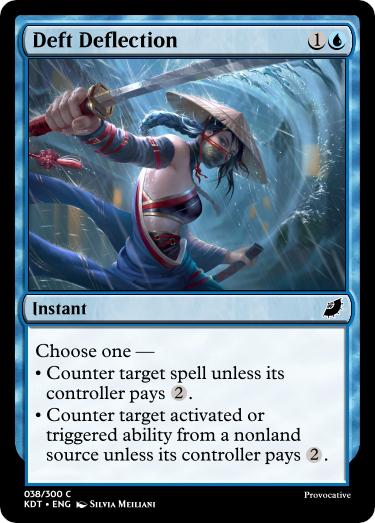 Deft Deflection 1
Instant
Choose one —
• Counter target spell unless its
controller pays 2.
• Counter target activated or
triggered ability from a nonland
source unless its controller pays 2.
038/300 C
KDT • ENG Silvia Meiliani
Provocative